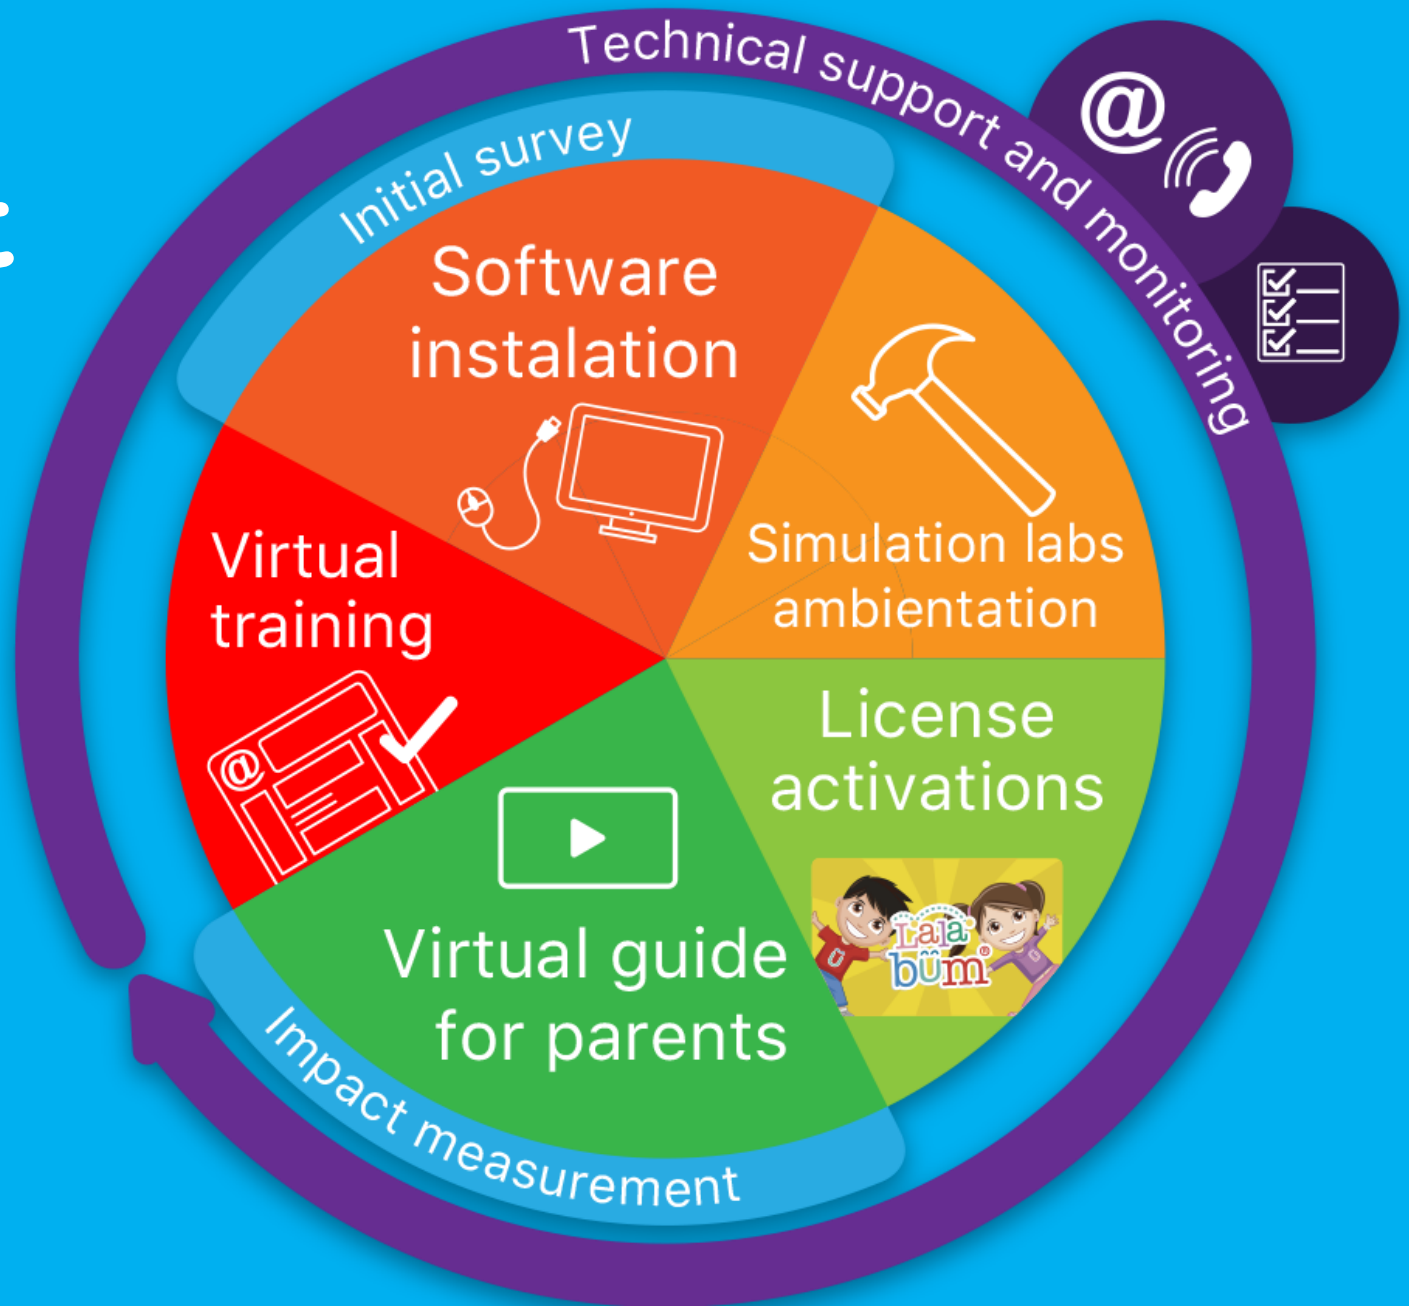 Technical support and monitoring
@
Initial survey
Software
instalation
Simulation labs
ambientation
Virtual
training
@
License
activations
Lala
bum
Virtual guide
for parents
Impact measurement